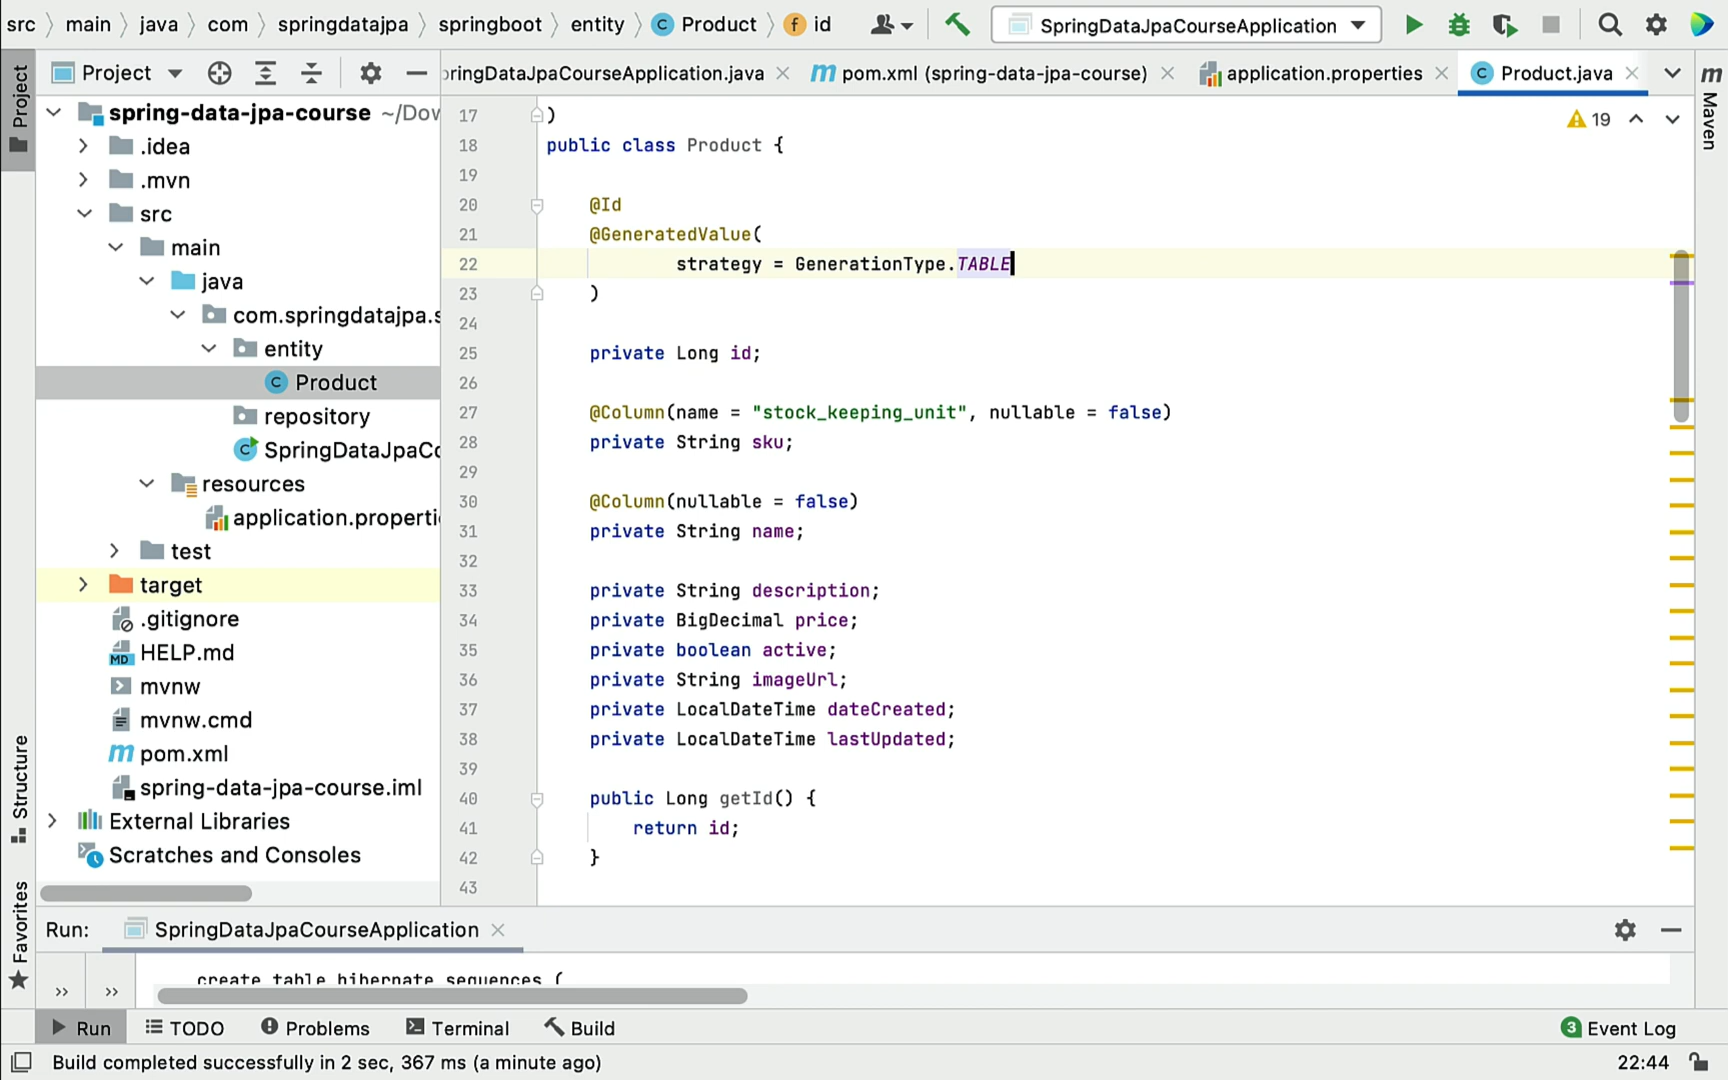 src main java com springdatajpa springboot entity Product id SpringDataJpaCourseApplication
Project pringDataJpaCourseApplication.java pom.xml (spring-data-jpa-course) application.properties Product.java
Project
Maven
Structure
Favorites
spring-data-jpa-course ~/Dow
.idea
.mvn
src
main
java
com.springdatajpa.s
entity
Product
repository
SpringDataJpaCo
resources
application.properti
test
target
.gitignore
HELP.md
mvnw
mvnw.cmd
pom.xml
spring-data-jpa-course.iml
External Libraries
Scratches and Consoles
19
17 )
18 public class Product {
19
20 @Id
21 @GeneratedValue(
22 strategy = GenerationType.TABLE
23 )
24
25 private Long id;
26
27 @Column(name = "stock_keeping_unit", nullable = false)
28 private String sku;
29
30 @Column(nullable = false)
31 private String name;
32
33 private String description;
34 private BigDecimal price;
35 private boolean active;
36 private String imageUrl;
37 private LocalDateTime dateCreated;
38 private LocalDateTime lastUpdated;
39
40 public Long getId() {
41 return id;
42 }
43
Run: SpringDataJpaCourseApplication
create table hibernate_sequences (
Run TODO Problems Terminal Build 3 Event Log
Build completed successfully in 2 sec, 367 ms (a minute ago) 22:44